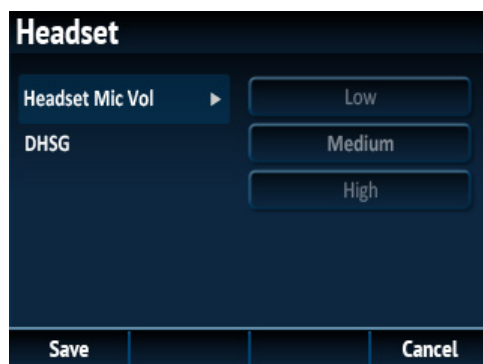 Headset
Headset Mic Vol
Low
DHSG
Medium
High
Save
Cancel